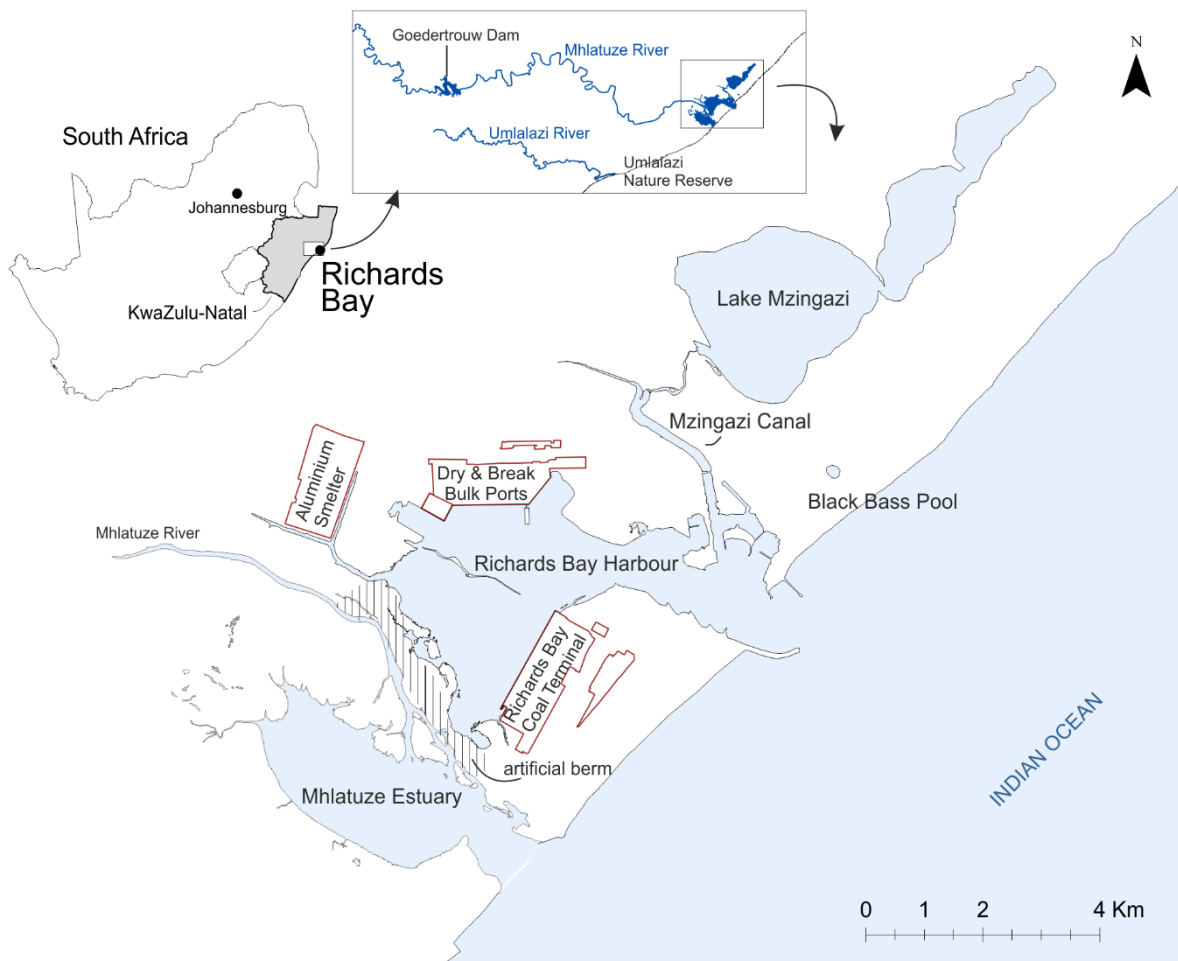 Goedertrouw Dam
Mhlatuze River
N
South Africa
Umlalazi River
Johannesburg
Umlalazi
Nature Reserve
Richards
Bay
KwaZulu-Natal
Lake Mzingazi
Mzingazi Canal
Aluminium
Smelter
Dry & Break
Bulk Ports
Black Bass Pool
Mhlatuze River
Richards Bay Harbour
Richards Bay
Coal Terminal
artificial berm
Mhlatuze Estuary
INDIAN OCEAN
0 1 2 4 Km